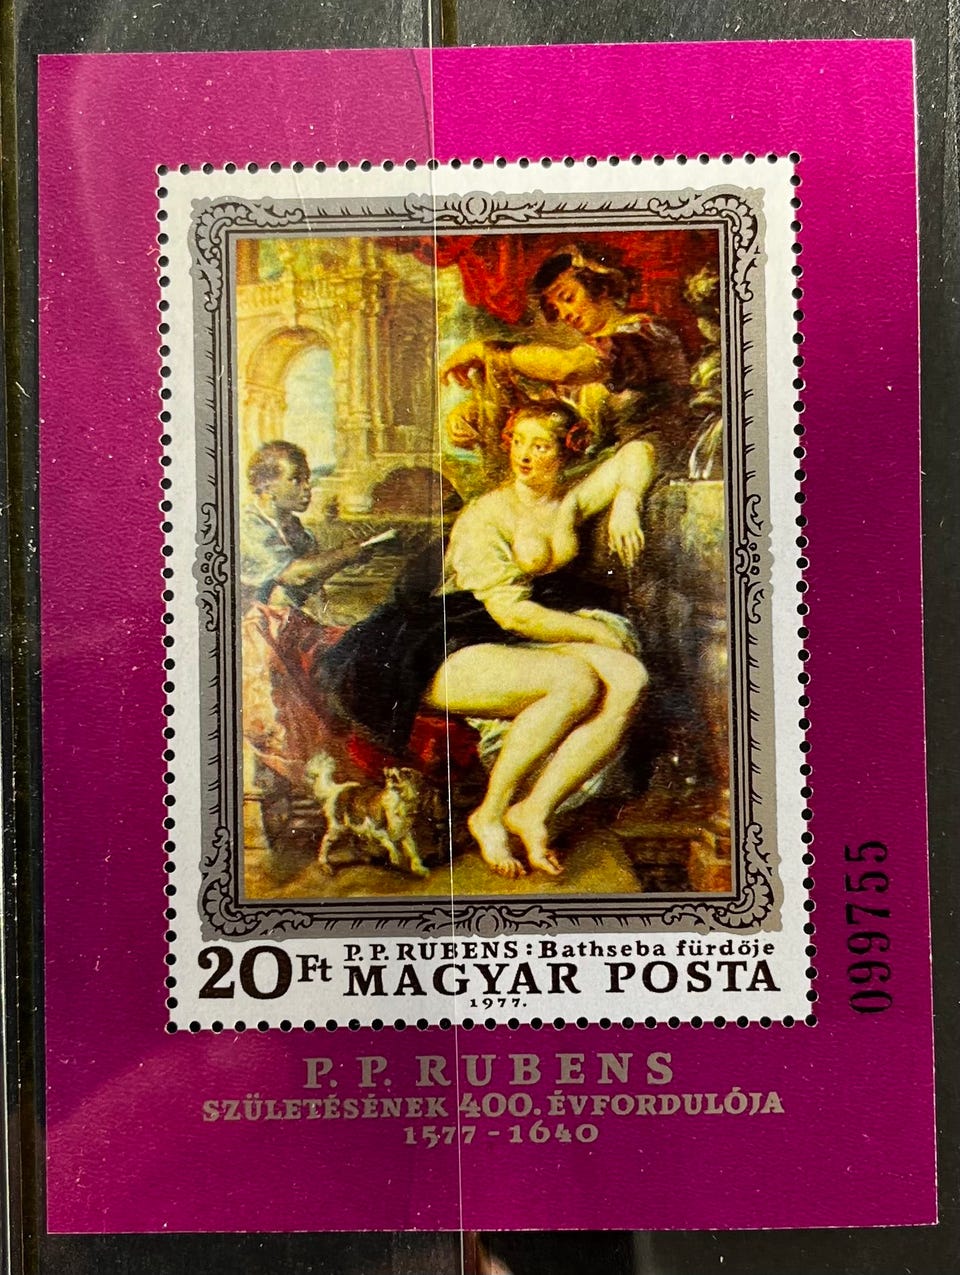 20Ft P.P.RUBENS: Bathseba fürdője
MAGYAR POSTA
1977.
P. P. RUBENS
SZÜLETÉSÉNEK 400. ÉVFORDULÓJA
1577-1640
099755